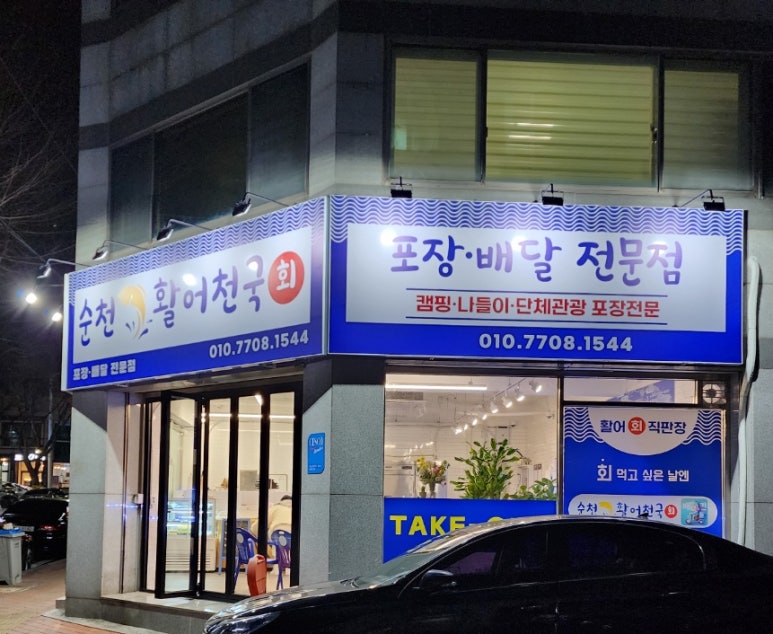 순천 활어천국 회
포장·배달 전문점
010.7708.1544
포장·배달 전문점
캠핑·나들이·단체관광 포장전문
010.7708.1544
활어 회 직판장
회 먹고 싶은 날엔
순천 활어천국 회
TAKE-